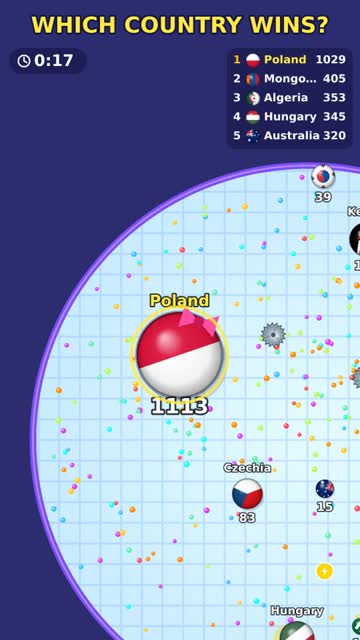 WHICH COUNTRY WINS?
0:17
1 Poland 1029
2 Mongo... 405
3 Algeria 353
4 Hungary 345
5 Australia 320
39
Poland
1113
Czechia
83
15
Hungary